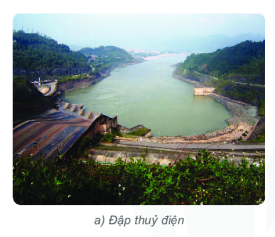 a) Đập thuỷ điện